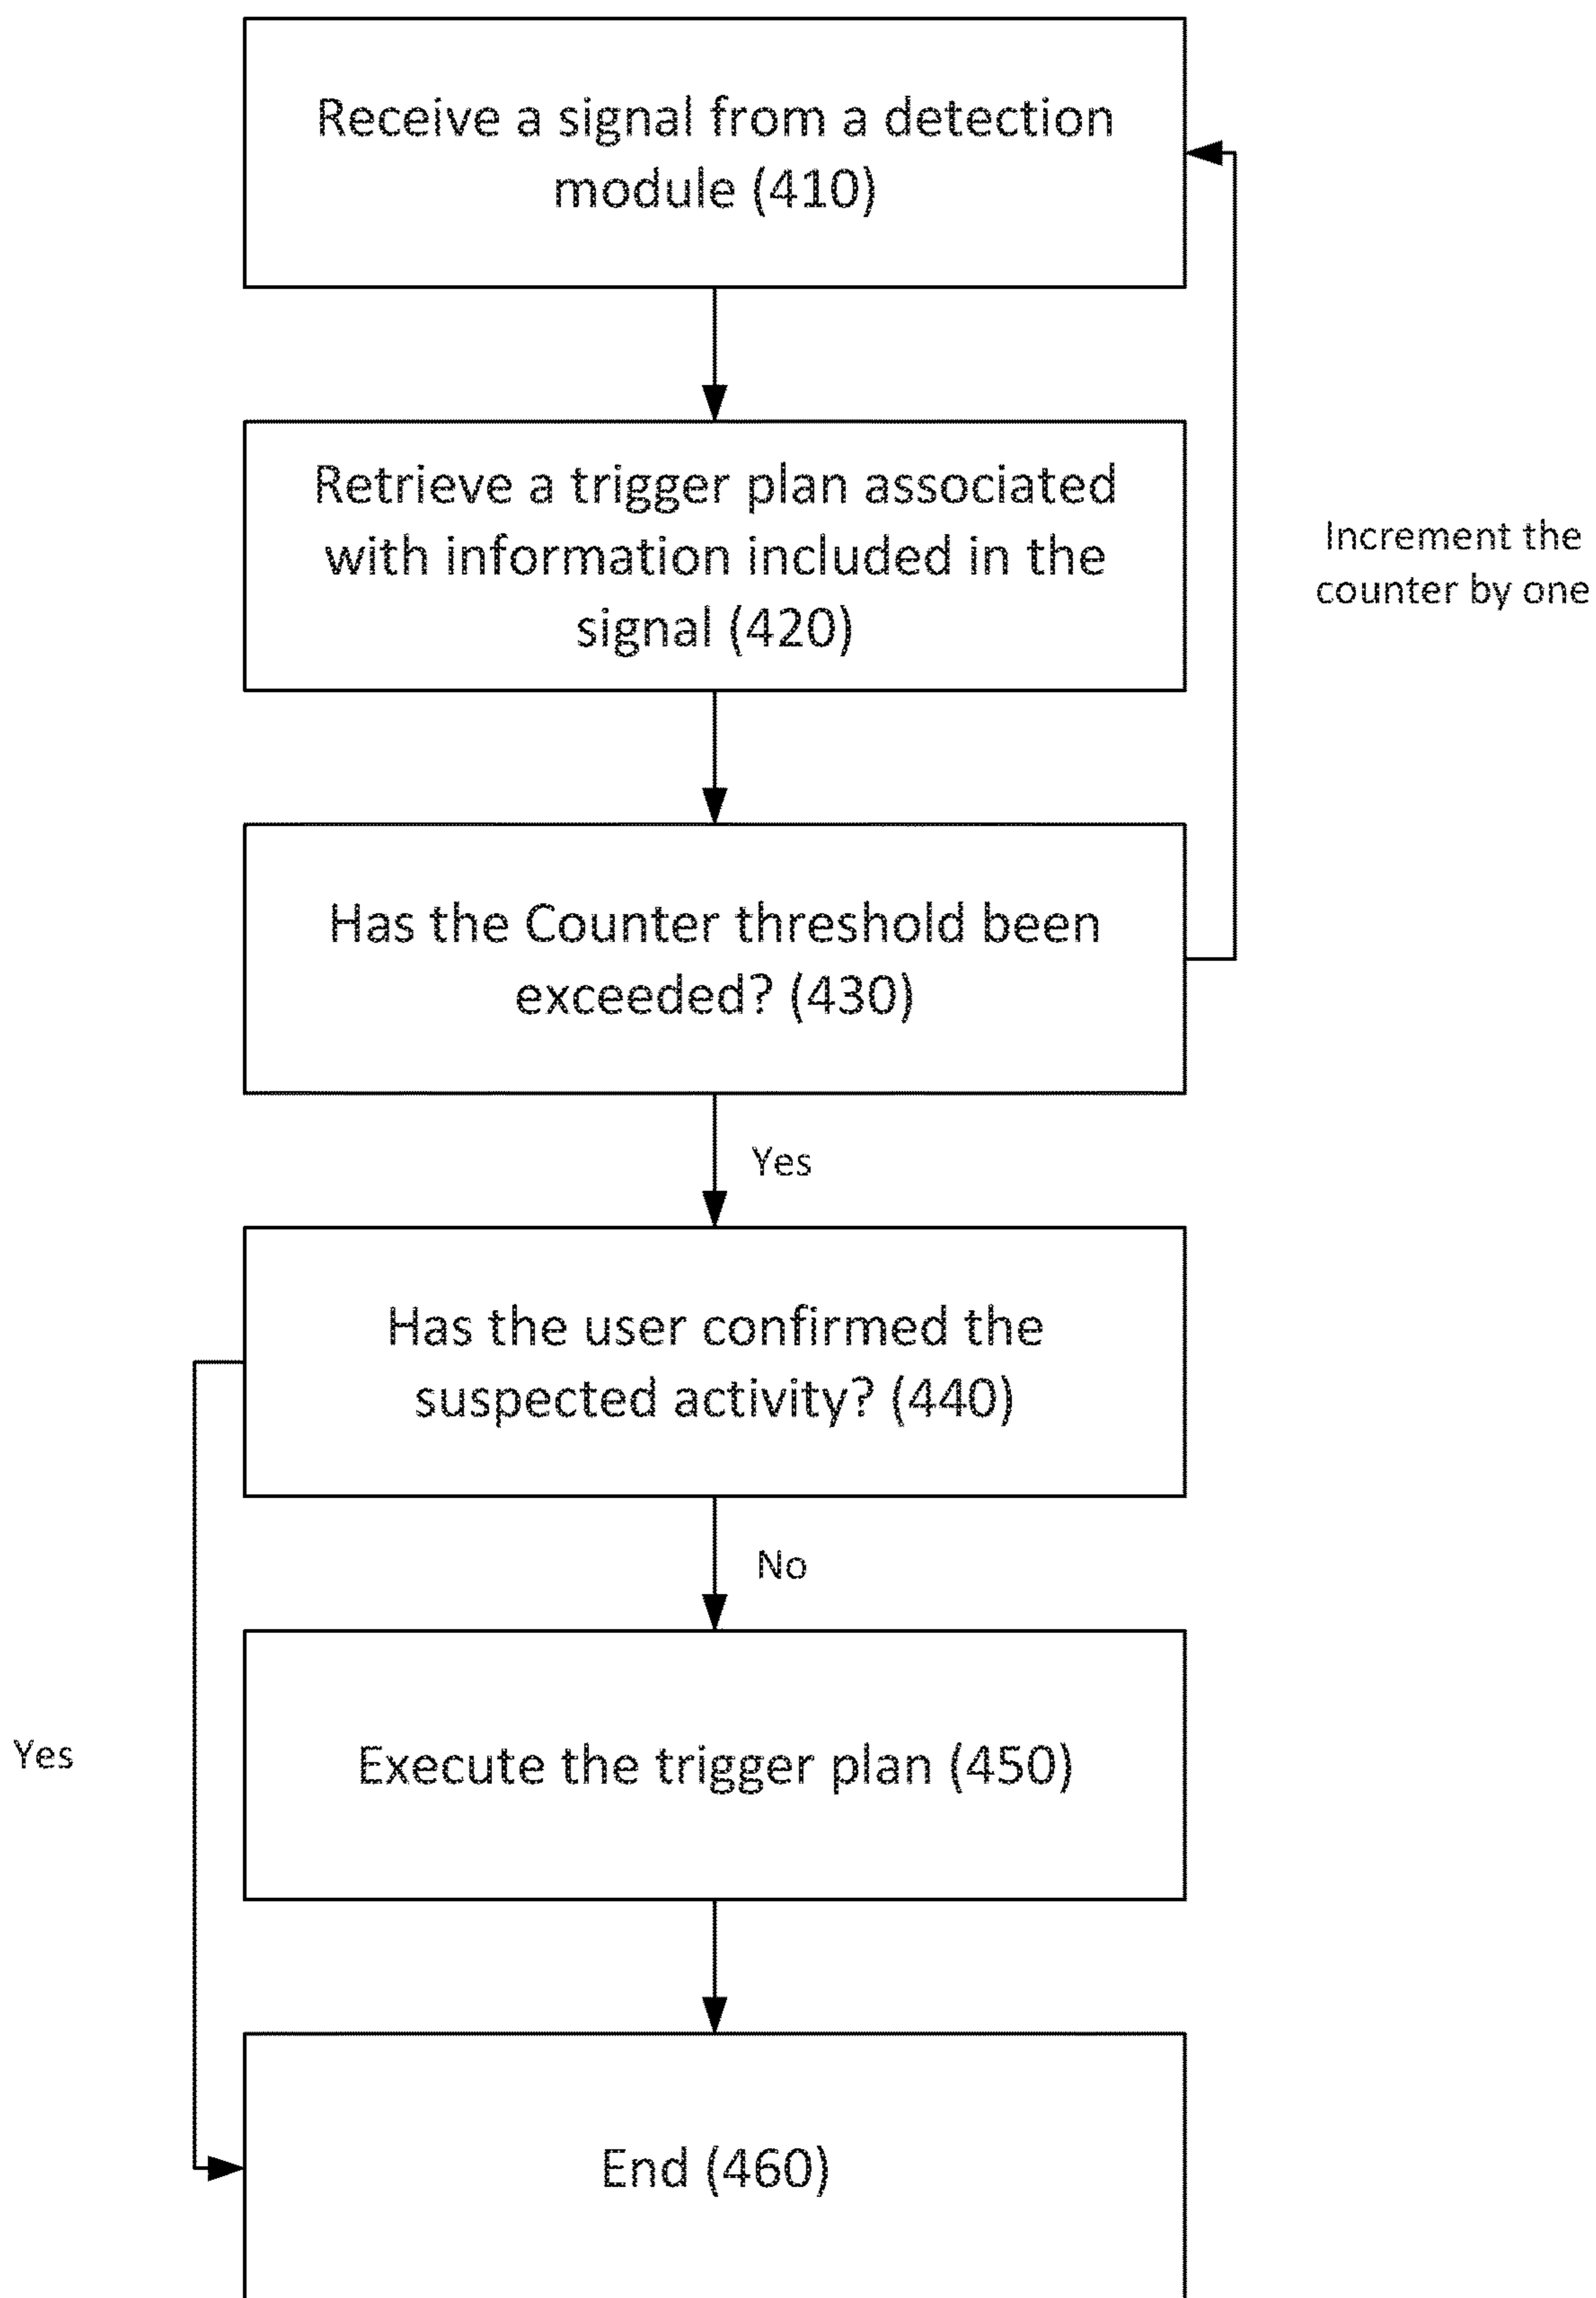 Receive a signal from a detection
module (410)
Retrieve a trigger plan associated
with information included in the
signal (420)
Increment the
counter by one
Has the Counter threshold been
exceeded? (430)
Yes
Has the user confirmed the
suspected activity? (440)
No
Yes
Execute the trigger plan (450)
End (460)